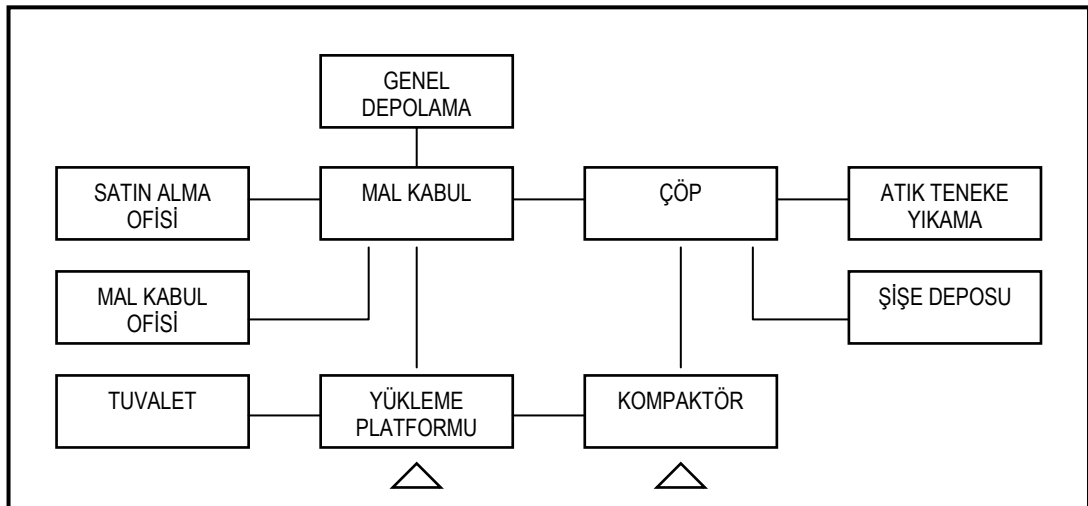 GENEL
DEPOLAMA
SATIN ALMA
OFİSİ
MAL KABUL
ÇÖP
ATIK TENEKE
YIKAMA
MAL KABUL
OFİSİ
ŞİŞE DEPOSU
TUVALET
YÜKLEME
PLATFORMU
KOMPAKTÖR